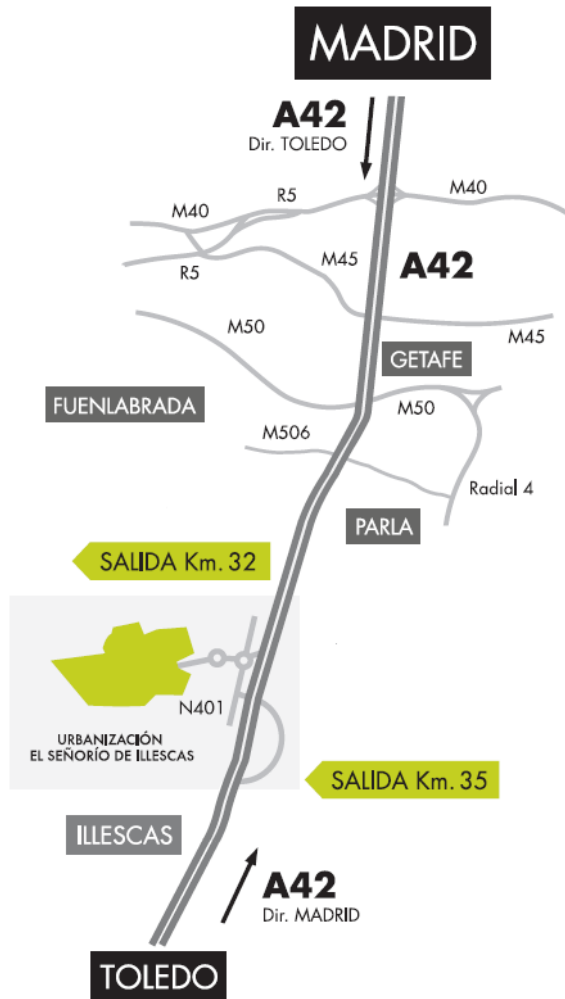 MADRID
A42
Dir. TOLEDO
R5
M40
M40
R5
M45
A42
M50
M45
GETAFE
FUENLABRADA
M50
M506
Radial 4
PARLA
SALIDA Km. 32
N401
URBANIZACIÓN
EL SEÑORÍO DE ILLESCAS
SALIDA Km. 35
ILLESCAS
A42
Dir. MADRID
TOLEDO